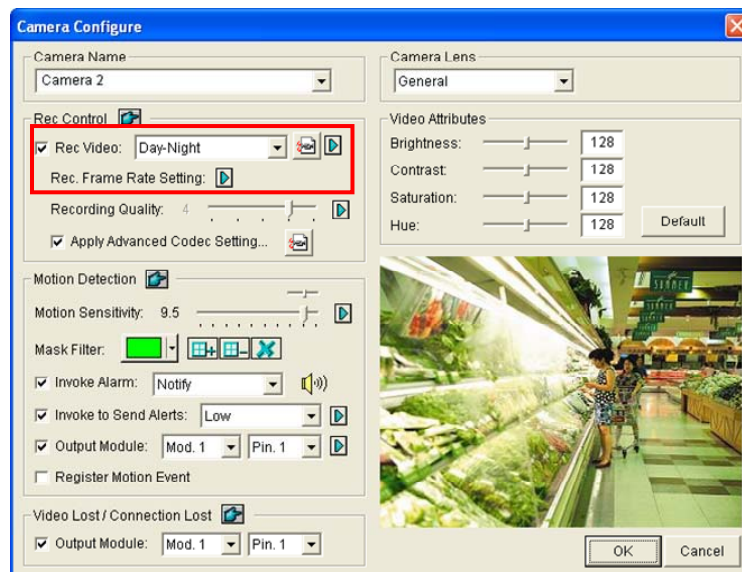 Camera Configure
Camera Name
Camera 2
Camera Lens
General
Rec Control
Rec Video: Day-Night
Rec. Frame Rate Setting:
Recording Quality: 4
Apply Advanced Codec Setting...
Video Attributes
Brightness: 128
Contrast: 128
Saturation: 128
Hue: 128
Default
Motion Detection
Motion Sensitivity: 9.5
Mask Filter:
Invoke Alarm: Notify
Invoke to Send Alerts: Low
Output Module: Mod. 1 Pin. 1
Register Motion Event
Video Lost / Connection Lost
Output Module: Mod. 1 Pin. 1
SUMMER
OK
Cancel